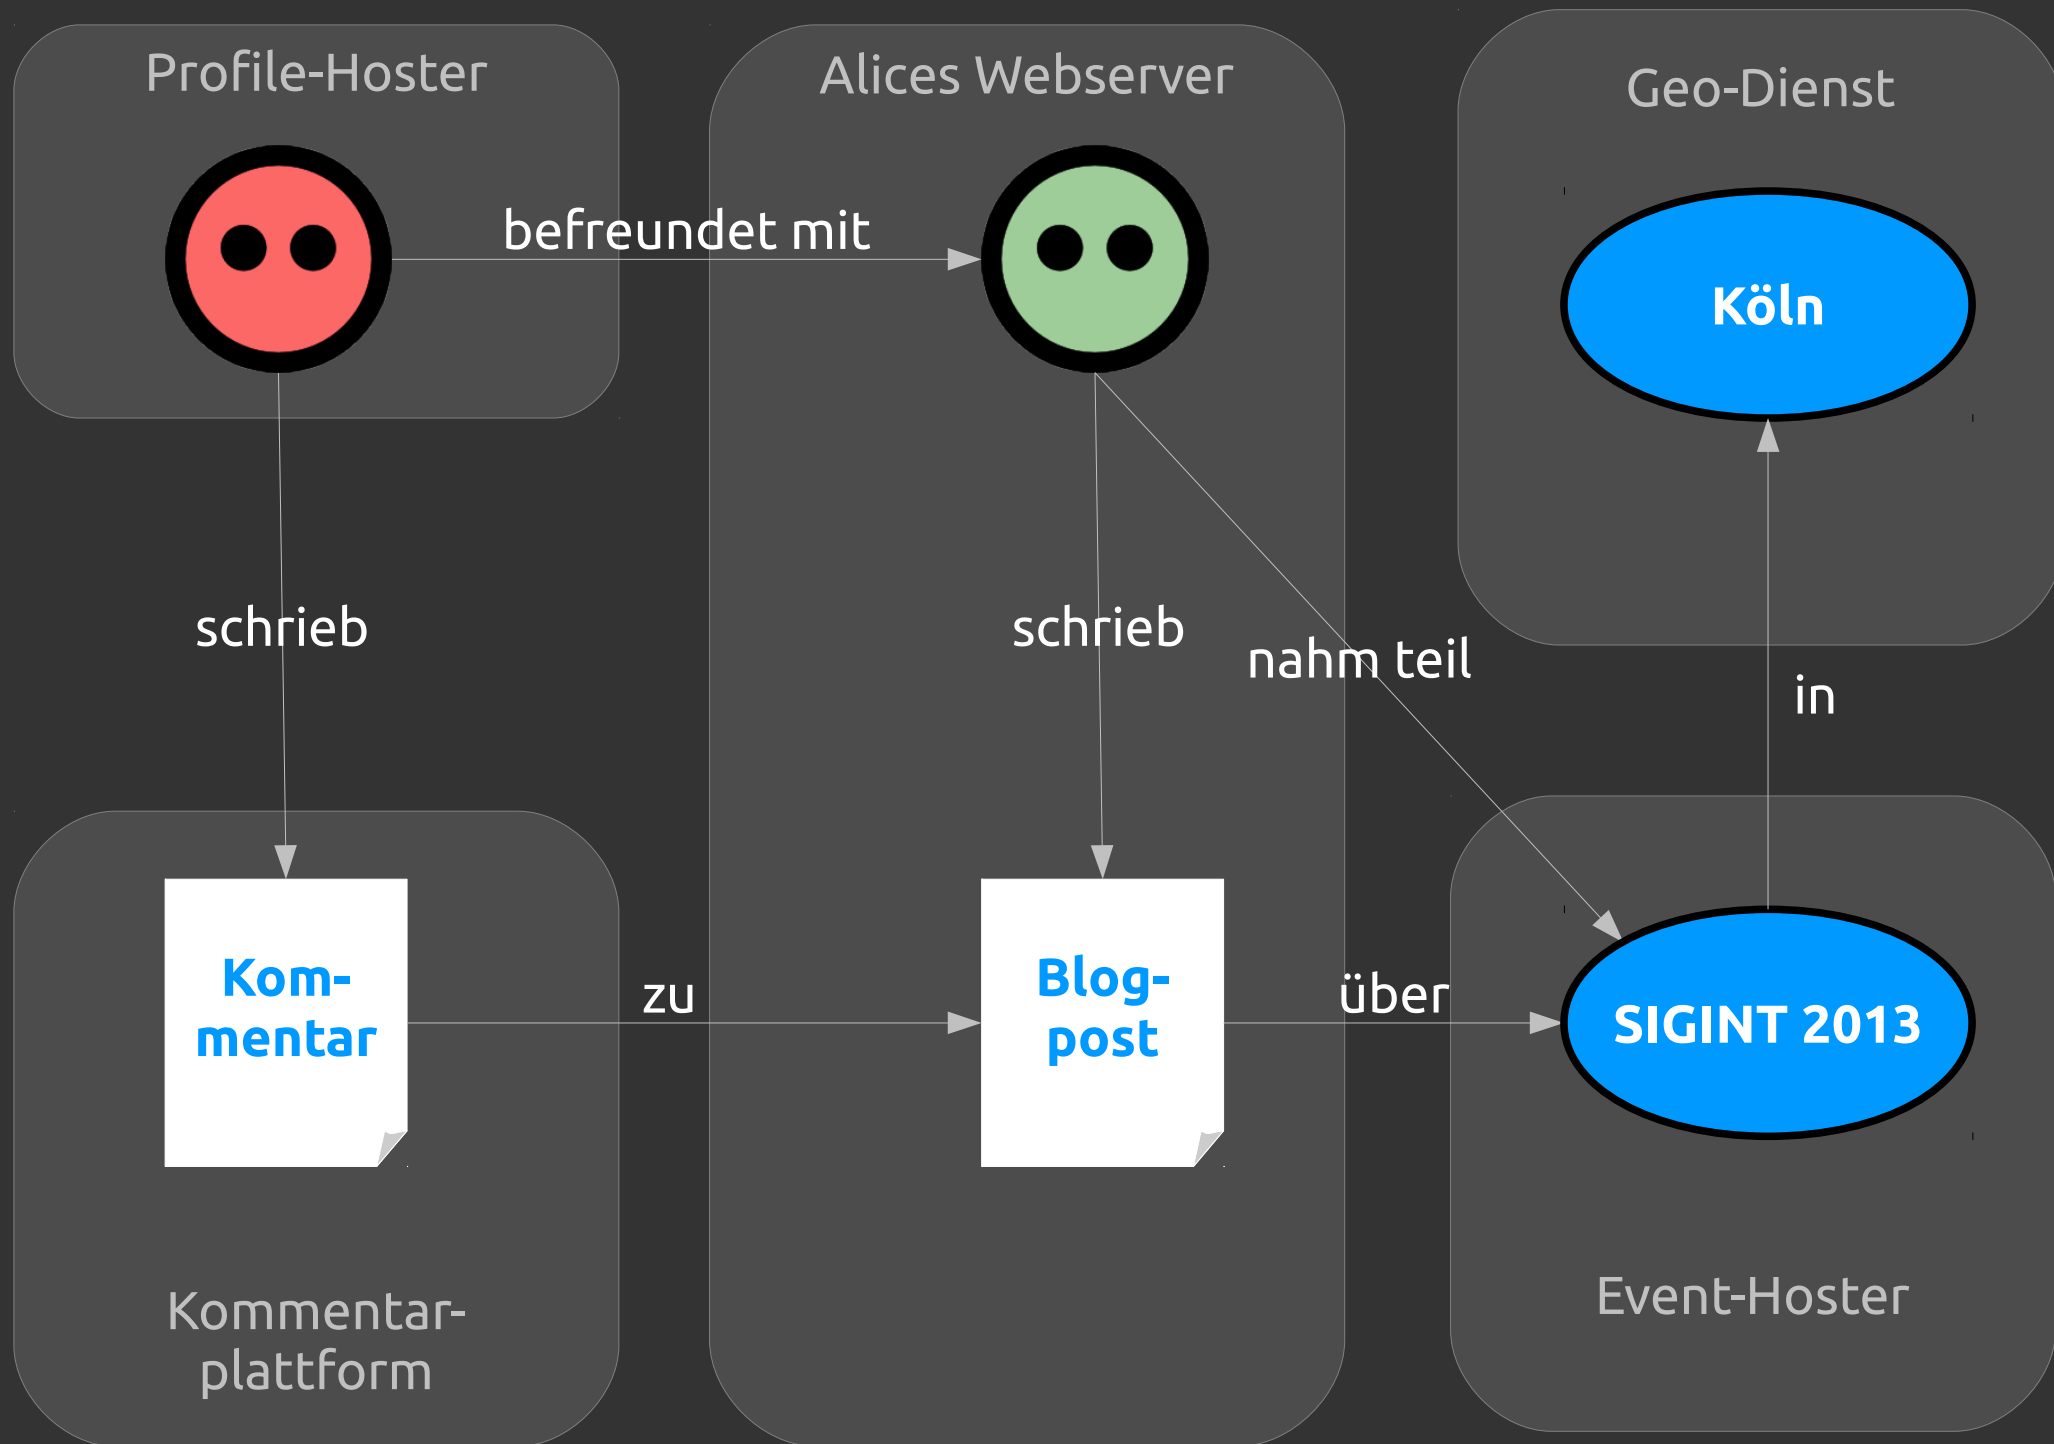 Profile-Hoster
Alices Webserver
Geo-Dienst
befreundet mit
Köln
schrieb
schrieb
nahm teil
in
Kom-
mentar
zu
Blog-
post
über
SIGINT 2013
Kommentar-
plattform
Event-Hoster